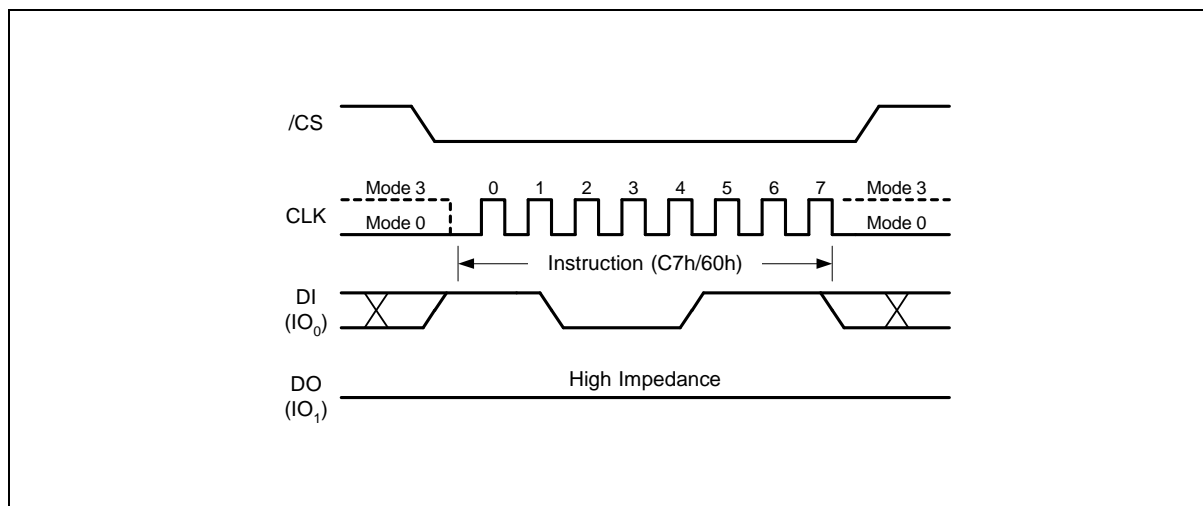 /CS
Mode 3 0 1 2 3 4 5 6 7 Mode 3
CLK
Mode 0 Mode 0
Instruction (C7h/60h)
DI
(IO0)
High Impedance
DO
(IO1)